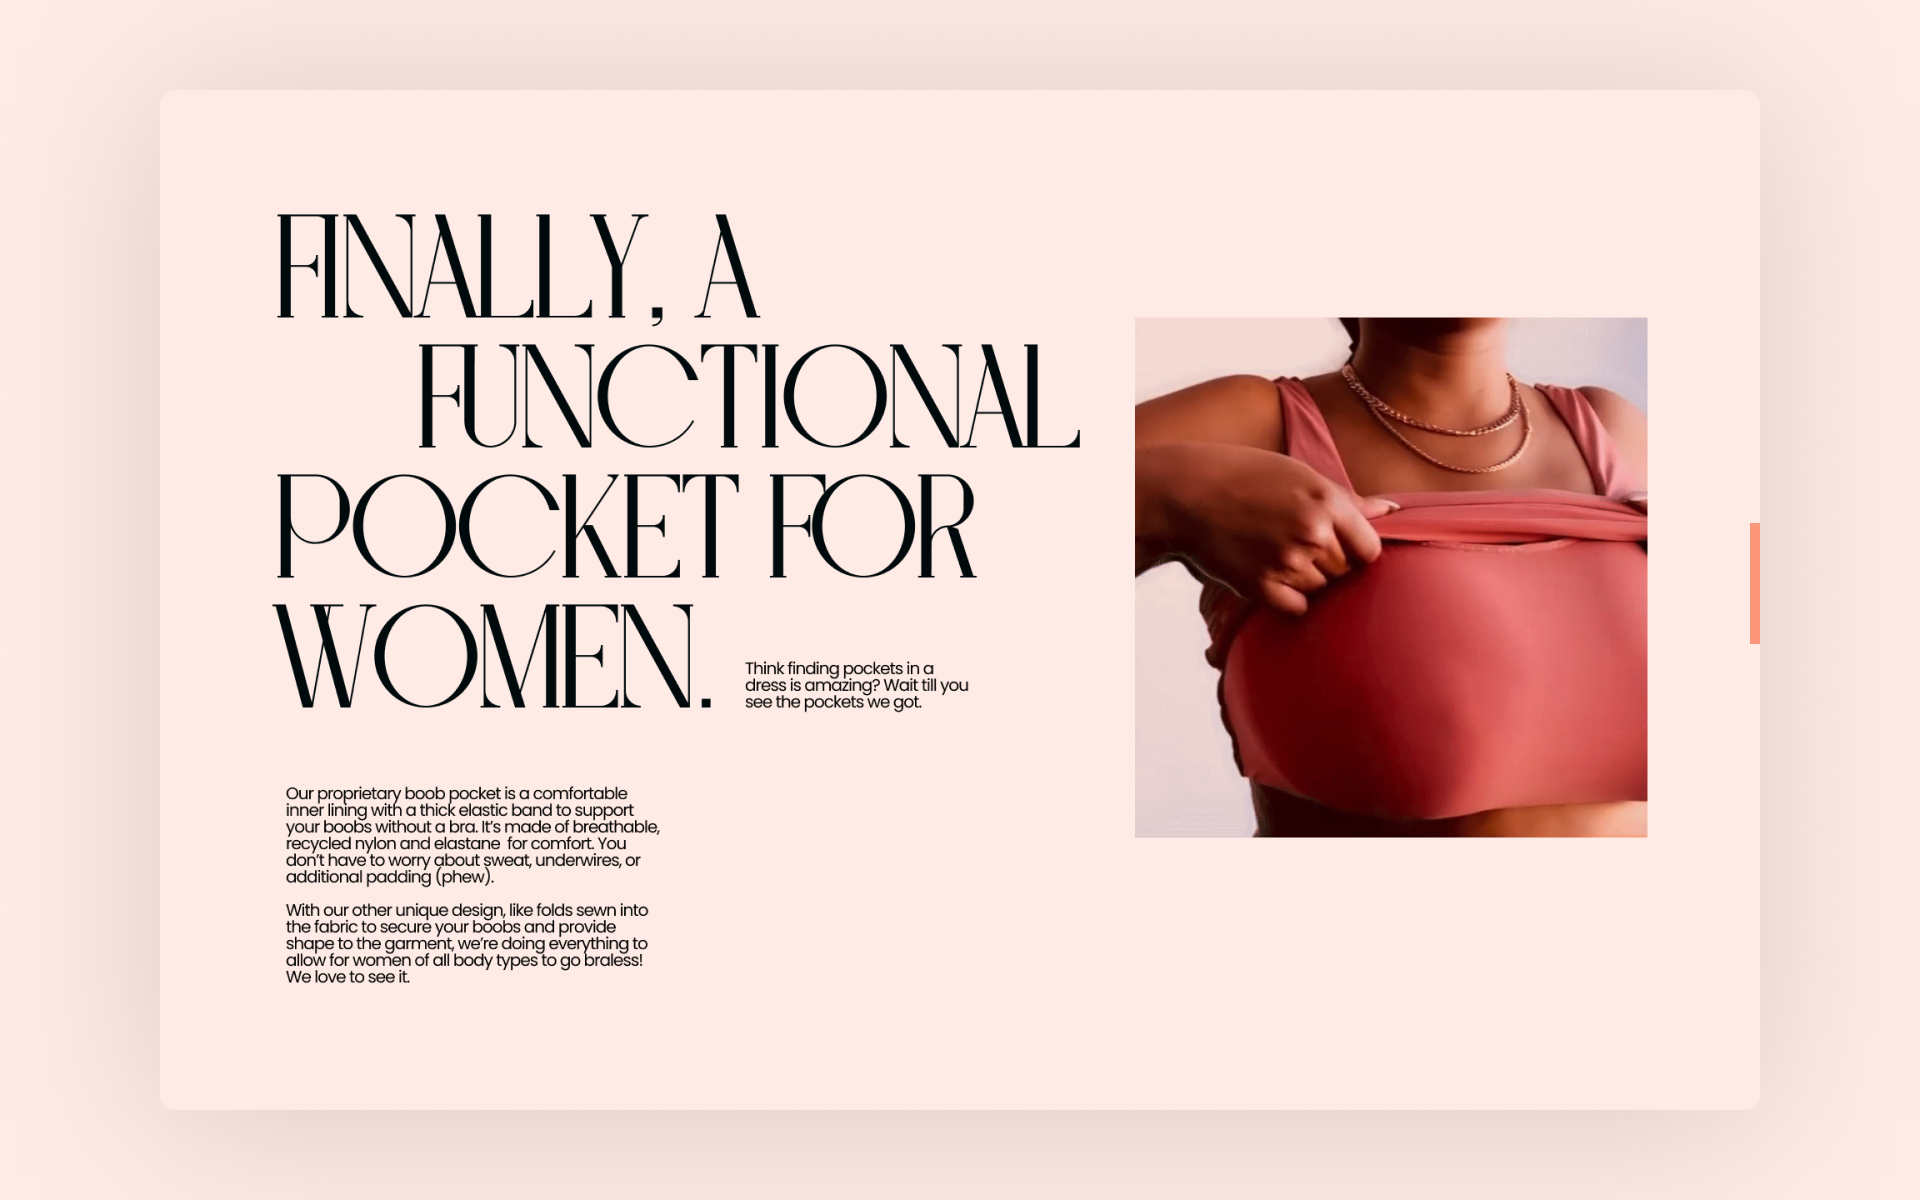 FINALLY, A
FUNCTIONAL
POCKET FOR
WOMEN.
Think finding pockets in a
dress is amazing? Wait till you
see the pockets we got.
Our proprietary boob pocket is a comfortable
inner lining with a thick elastic band to support
your boobs without a bra. It’s made of breathable,
recycled nylon and elastane  for comfort. You
don’t have to worry about sweat, underwires, or
additional padding (phew).
With our other unique design, like folds sewn into
the fabric to secure your boobs and provide
shape to the garment, we’re doing everything to
allow for women of all body types to go braless!
We love to see it.